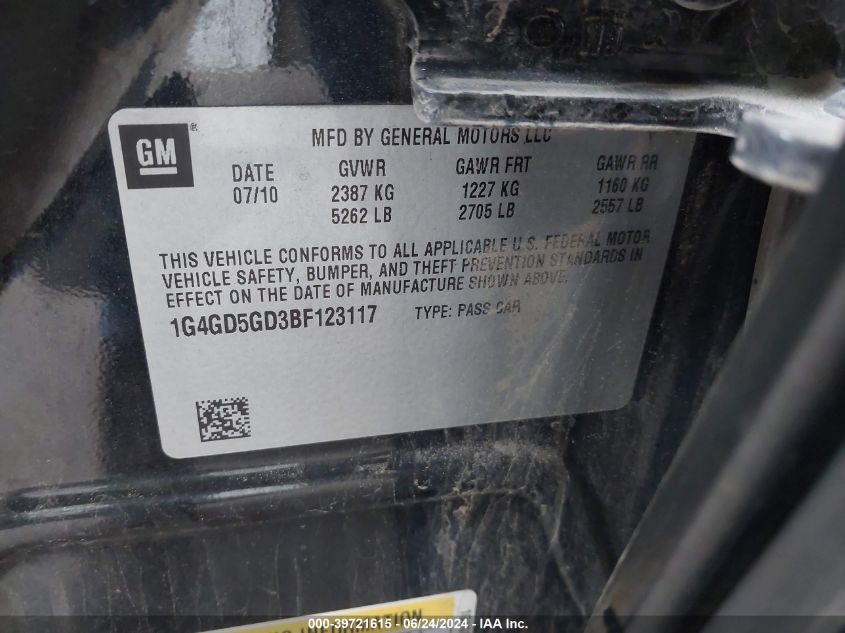 GM ®
MFD BY GENERAL MOTORS LLC
DATE GVWR GAWR FRT GAWR RR
07/10 2387 KG 1227 KG 1160 KG
5262 LB 2705 LB 2557 LB
THIS VEHICLE CONFORMS TO ALL APPLICABLE U.S. FEDERAL MOTOR
VEHICLE SAFETY, BUMPER, AND THEFT PREVENTION STANDARDS IN
EFFECT ON THE DATE OF MANUFACTURE SHOWN ABOVE.
1G4GD5GD3BF123117 TYPE: PASS CAR
INFORMATION
000-39721615 - 06/24/2024 - IAA Inc.